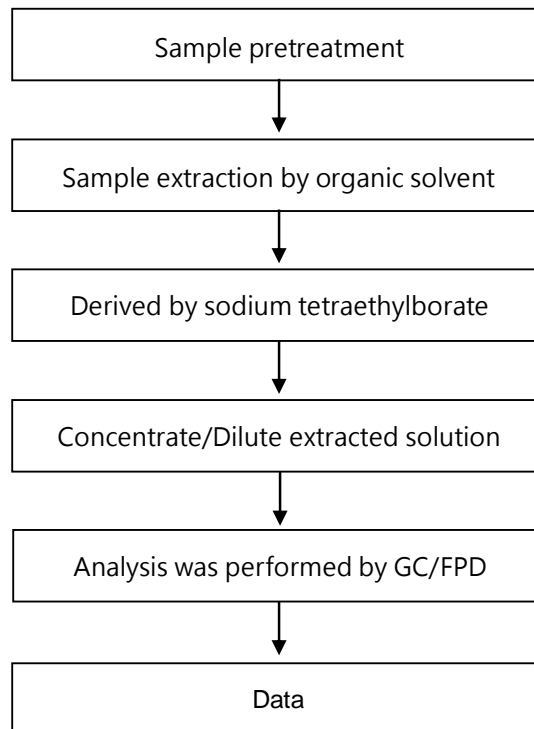 Sample pretreatment
Sample extraction by organic solvent
Derived by sodium tetraethylborate
Concentrate/Dilute extracted solution
Analysis was performed by GC/FPD
Data